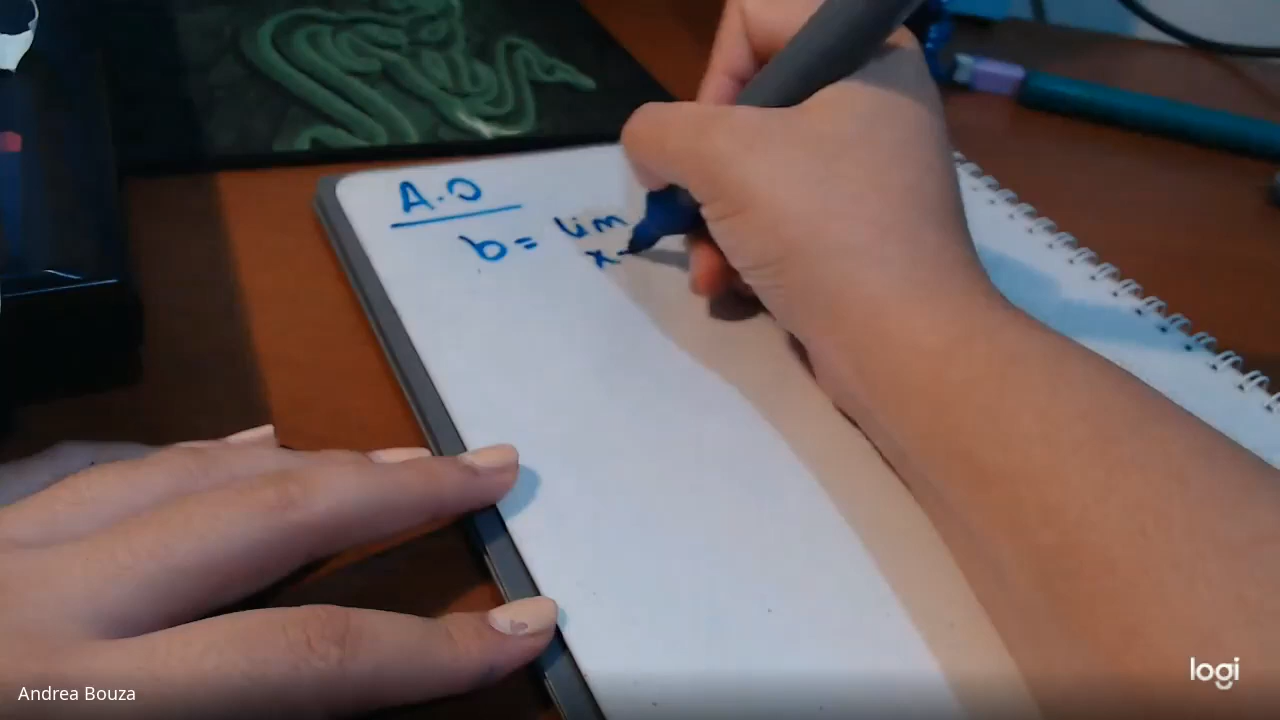 A.O
b = lim
x-
logi
Andrea Bouza